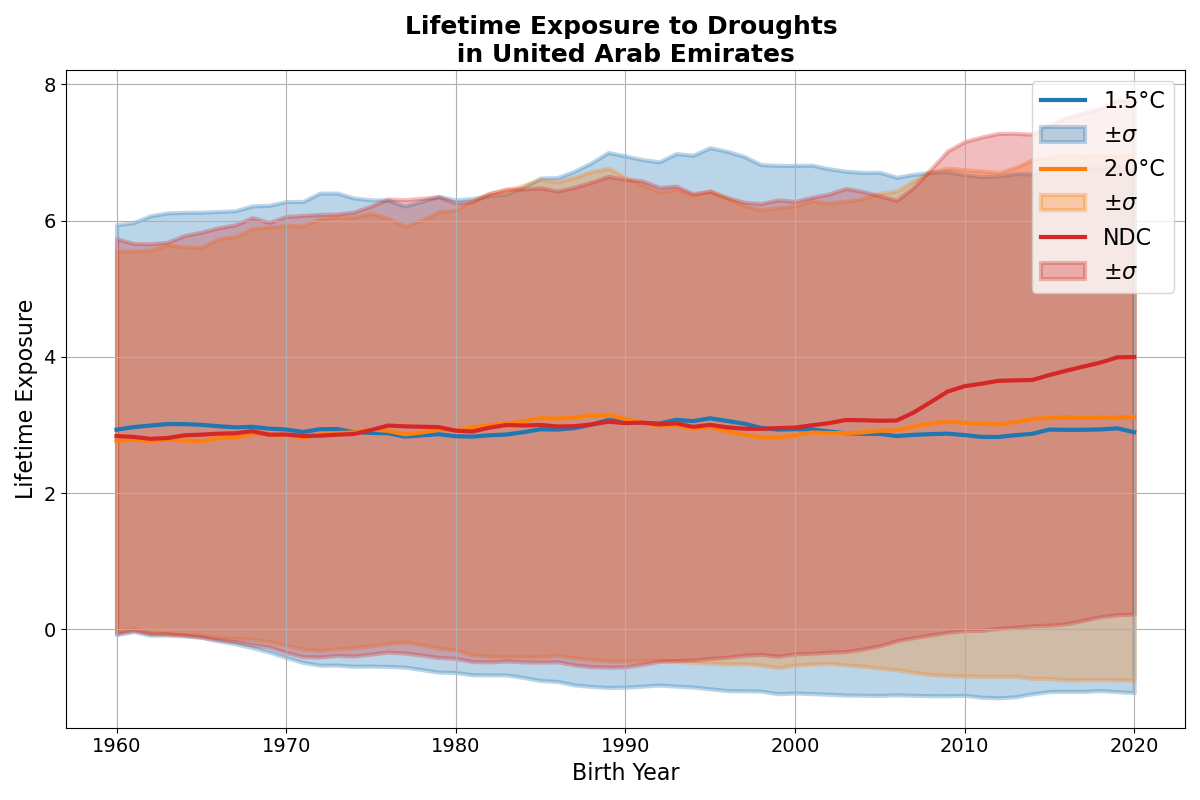 Lifetime Exposure to Droughts
in United Arab Emirates
Lifetime Exposure
8
6
4
2
0
1960
1970
1980
1990
2000
2010
2020
Birth Year
1.5°C
±σ
2.0°C
±σ
NDC
±σ